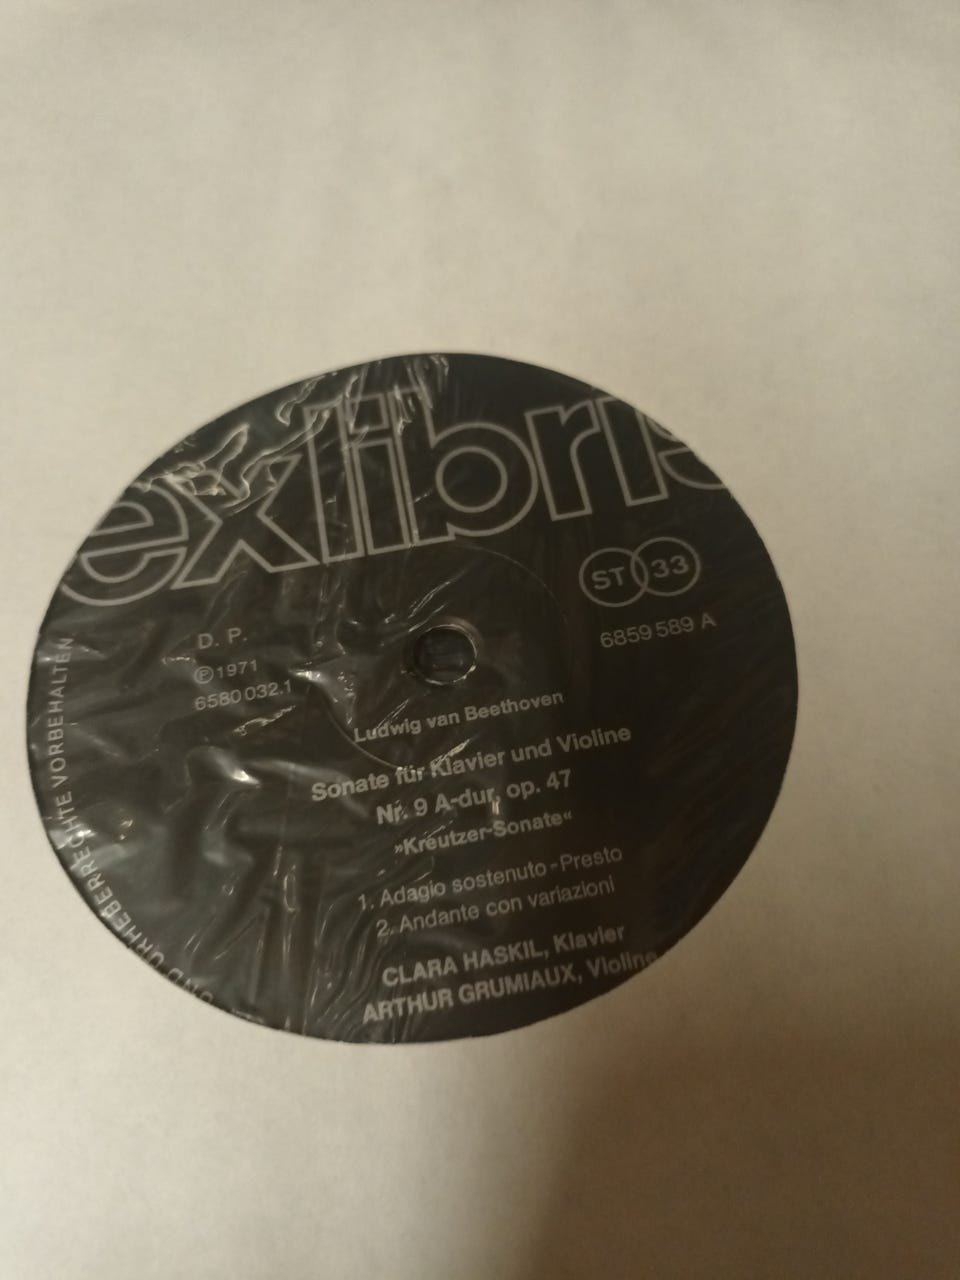 exlibris
ST 33
6859 589 A
D. P.
Ⓟ 1971
6580 032.1
Ludwig van Beethoven
Sonate für Klavier und Violine
Nr. 9 A-dur, op. 47
»Kreutzer-Sonate«
1. Adagio sostenuto - Presto
2. Andante con variazioni
CLARA HASKIL, Klavier
ARTHUR GRUMIAUX, Violine
UND URHEBERRECHTE VORBEHALTEN